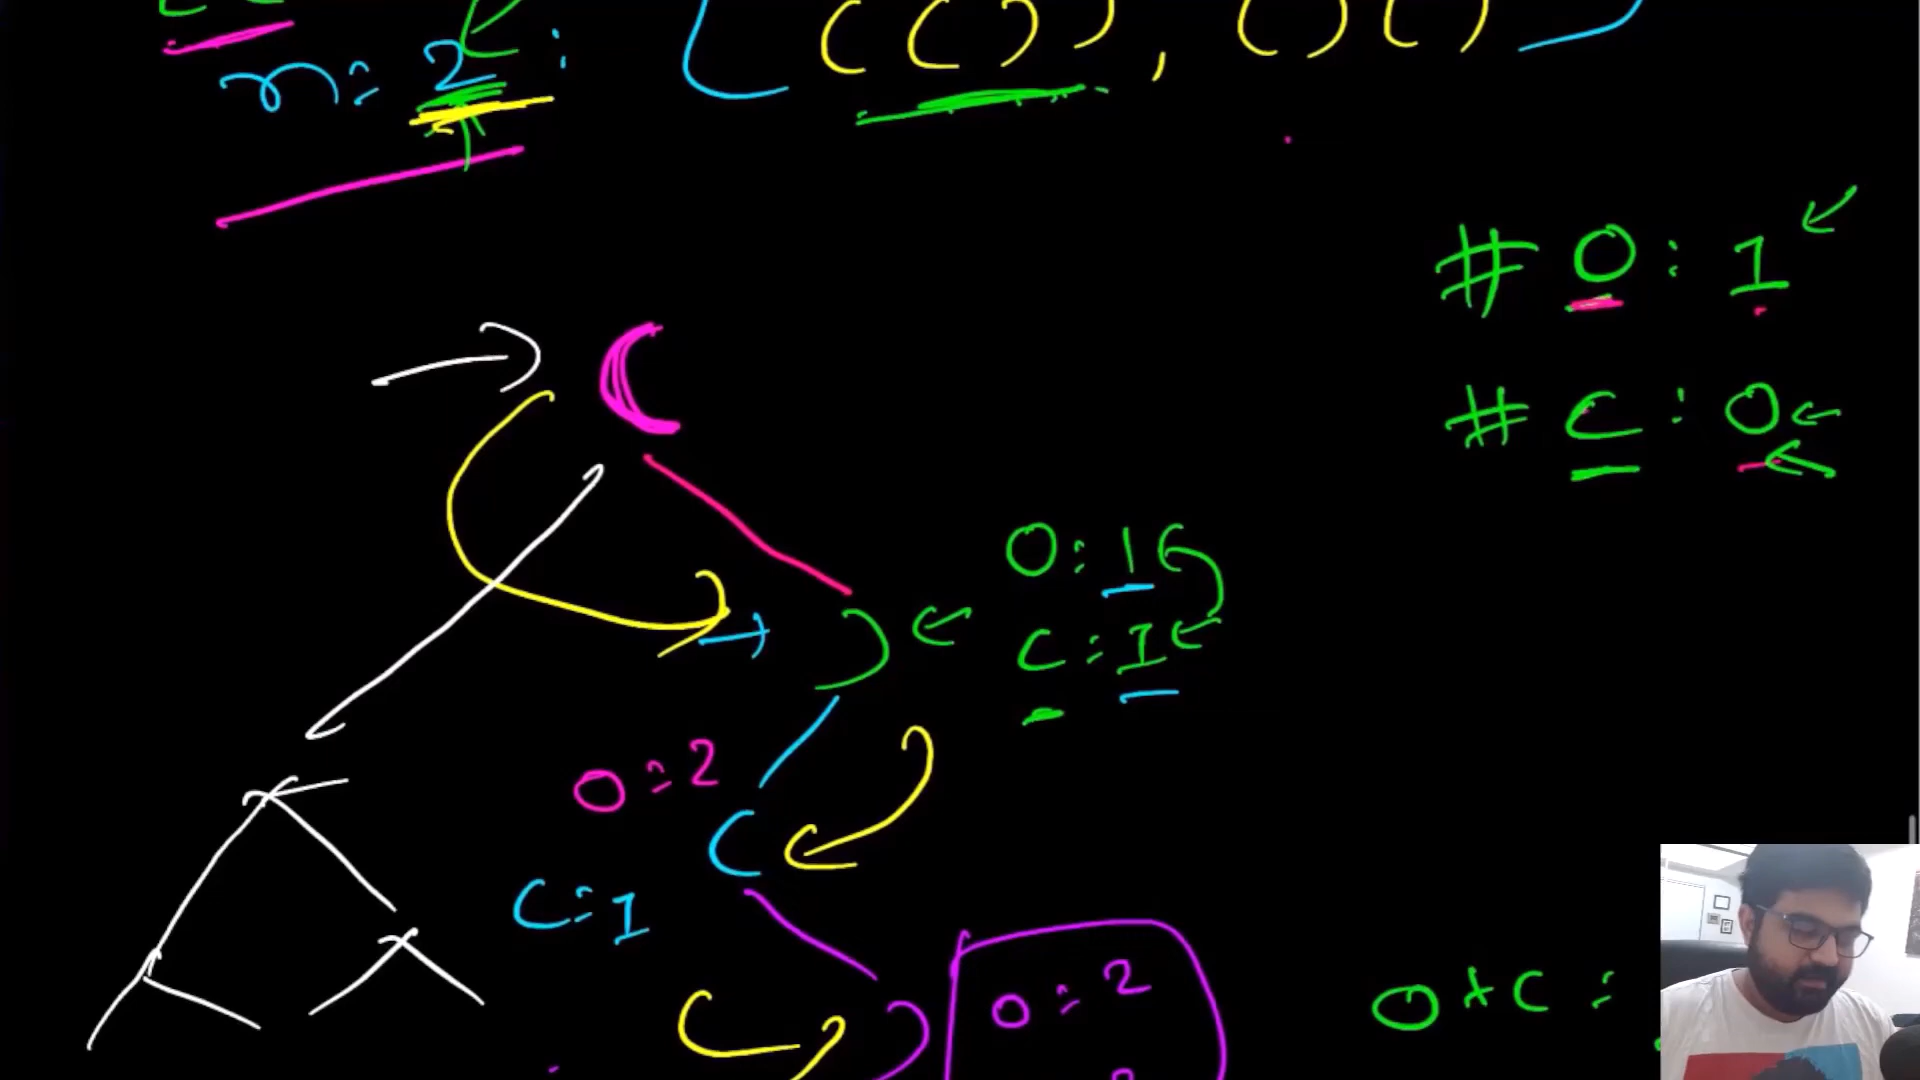 n = 2 : [ (()), ()() ]
# O : 1
# C : 0
(
O : 1
C : 1
)
O = 2
(
C = 1
)
O = 2
O + C =